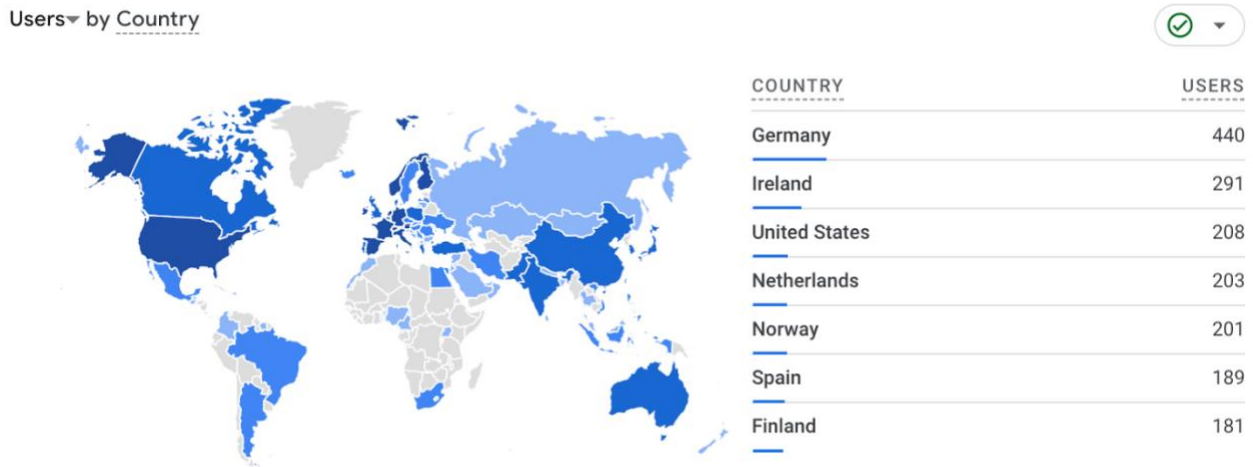 Users by Country
COUNTRY USERS
Germany 440
Ireland 291
United States 208
Netherlands 203
Norway 201
Spain 189
Finland 181